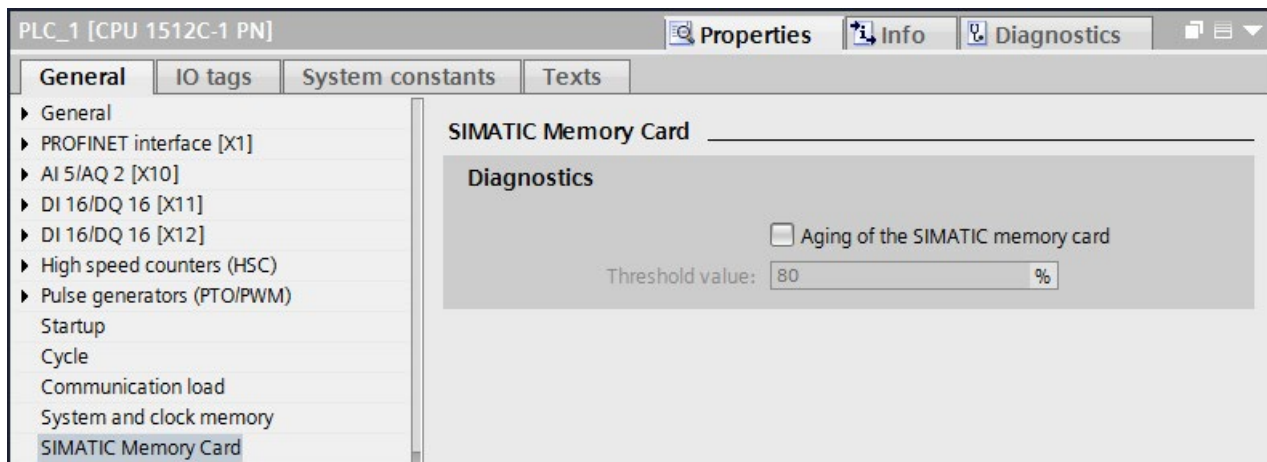 PLC_1 [CPU 1512C-1 PN]
Properties
Info
Diagnostics
General
IO tags
System constants
Texts
General
PROFINET interface [X1]
AI 5/AQ 2 [X10]
DI 16/DQ 16 [X11]
DI 16/DQ 16 [X12]
High speed counters (HSC)
Pulse generators (PTO/PWM)
Startup
Cycle
Communication load
System and clock memory
SIMATIC Memory Card
SIMATIC Memory Card
Diagnostics
Aging of the SIMATIC memory card
Threshold value: 80 %